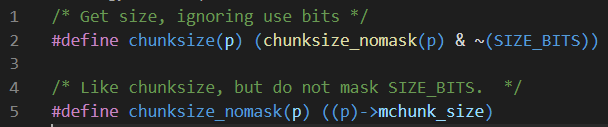 1 /* Get size, ignoring use bits */
2 #define chunksize(p) (chunksize_nomask(p) & ~(SIZE_BITS))
3
4 /* Like chunksize, but do not mask SIZE_BITS.  */
5 #define chunksize_nomask(p) ((p)->mchunk_size)